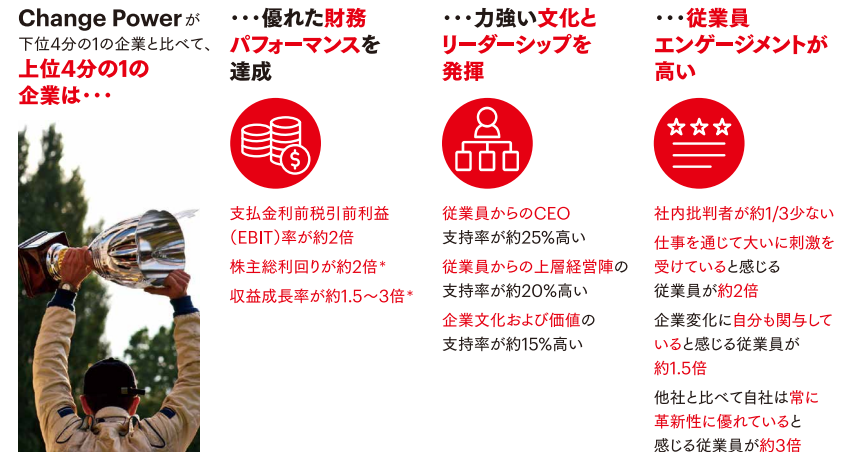 Change Powerが
下位4分の1の企業と比べて、
上位4分の1の
企業は・・・
・・・優れた財務
パフォーマンスを
達成
支払金利前税引前利益
（EBIT）率が約2倍
株主総利回りが約2倍*
収益成長率が約1.5〜3倍*
・・・力強い文化と
リーダーシップを
発揮
従業員からのCEO
支持率が約25%高い
従業員からの上層経営陣の
支持率が約20%高い
企業文化および価値の
支持率が約15%高い
・・・従業員
エンゲージメントが
高い
社内批判者が約1/3少ない
仕事を通じて大いに刺激を
受けていると感じる
従業員が約2倍
企業変化に自分も関与して
いると感じる従業員が
約1.5倍
他社と比べて自社は常に
革新性に優れていると
感じる従業員が約3倍
$